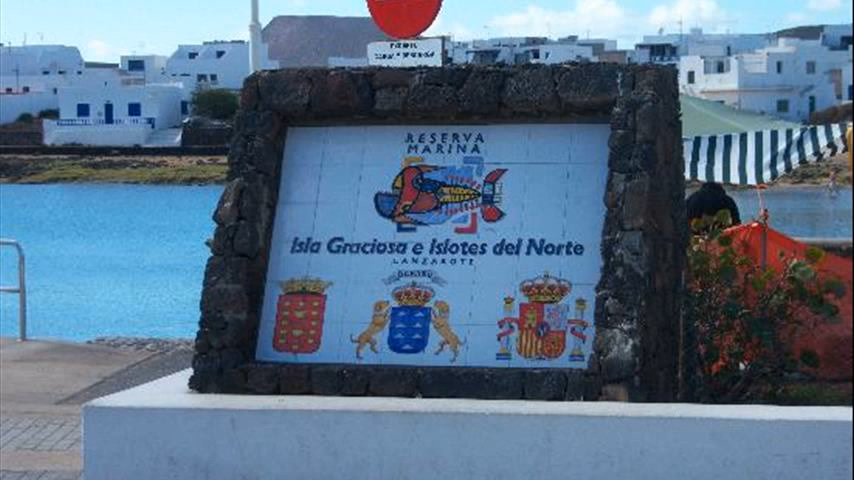 RESERVA
MARINA
Isla Graciosa e Islotes del Norte
LANZAROTE